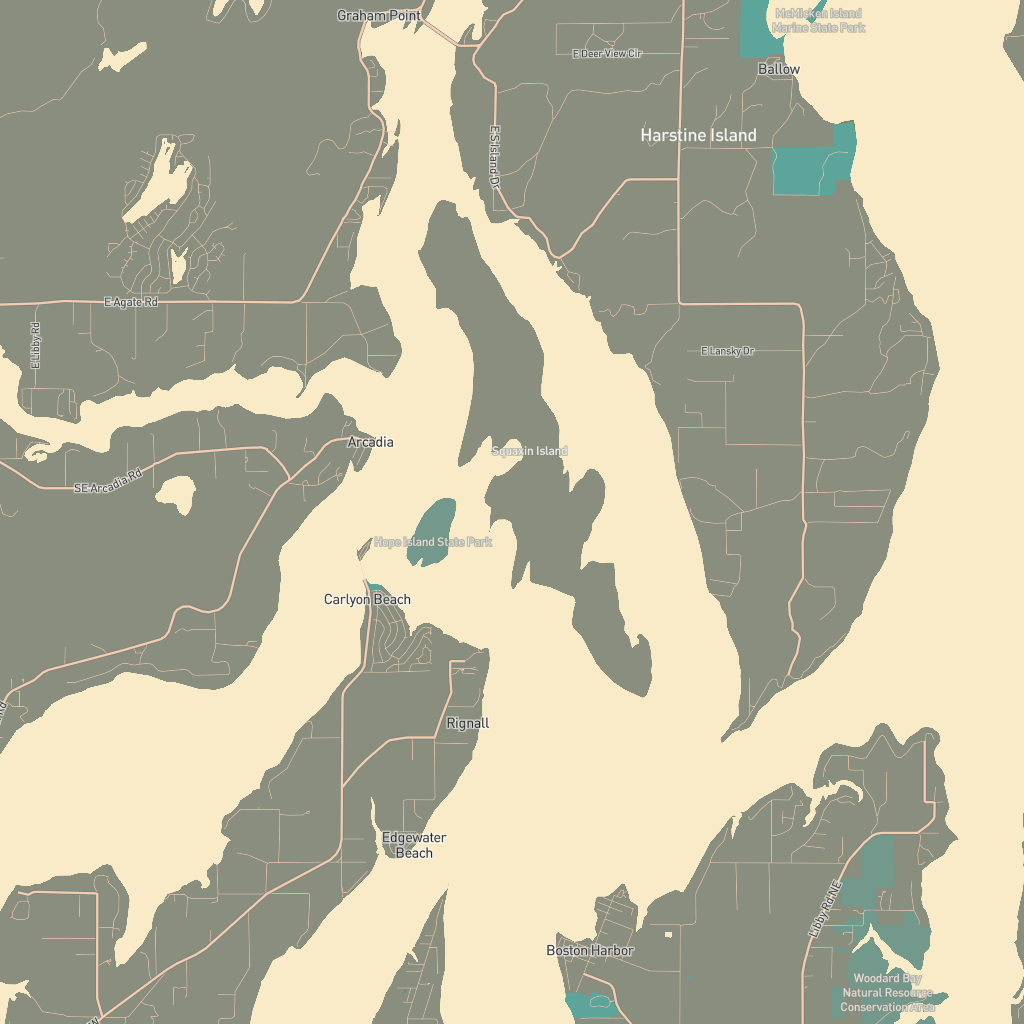 Graham Point
McMicken Island
Marine State Park
E Deer View Clr
Ballow
Harstine Island
E S Island Dr
E Agate Rd
E Libby Rd
E Lansky Dr
Arcadia
Squaxin Island
SE Arcadia Rd
Hope Island State Park
Carlyon Beach
Rd
Rignall
Edgewater
Beach
Libby Rd NE
Boston Harbor
Woodard Bay
Natural Resource
Conservation Area
W